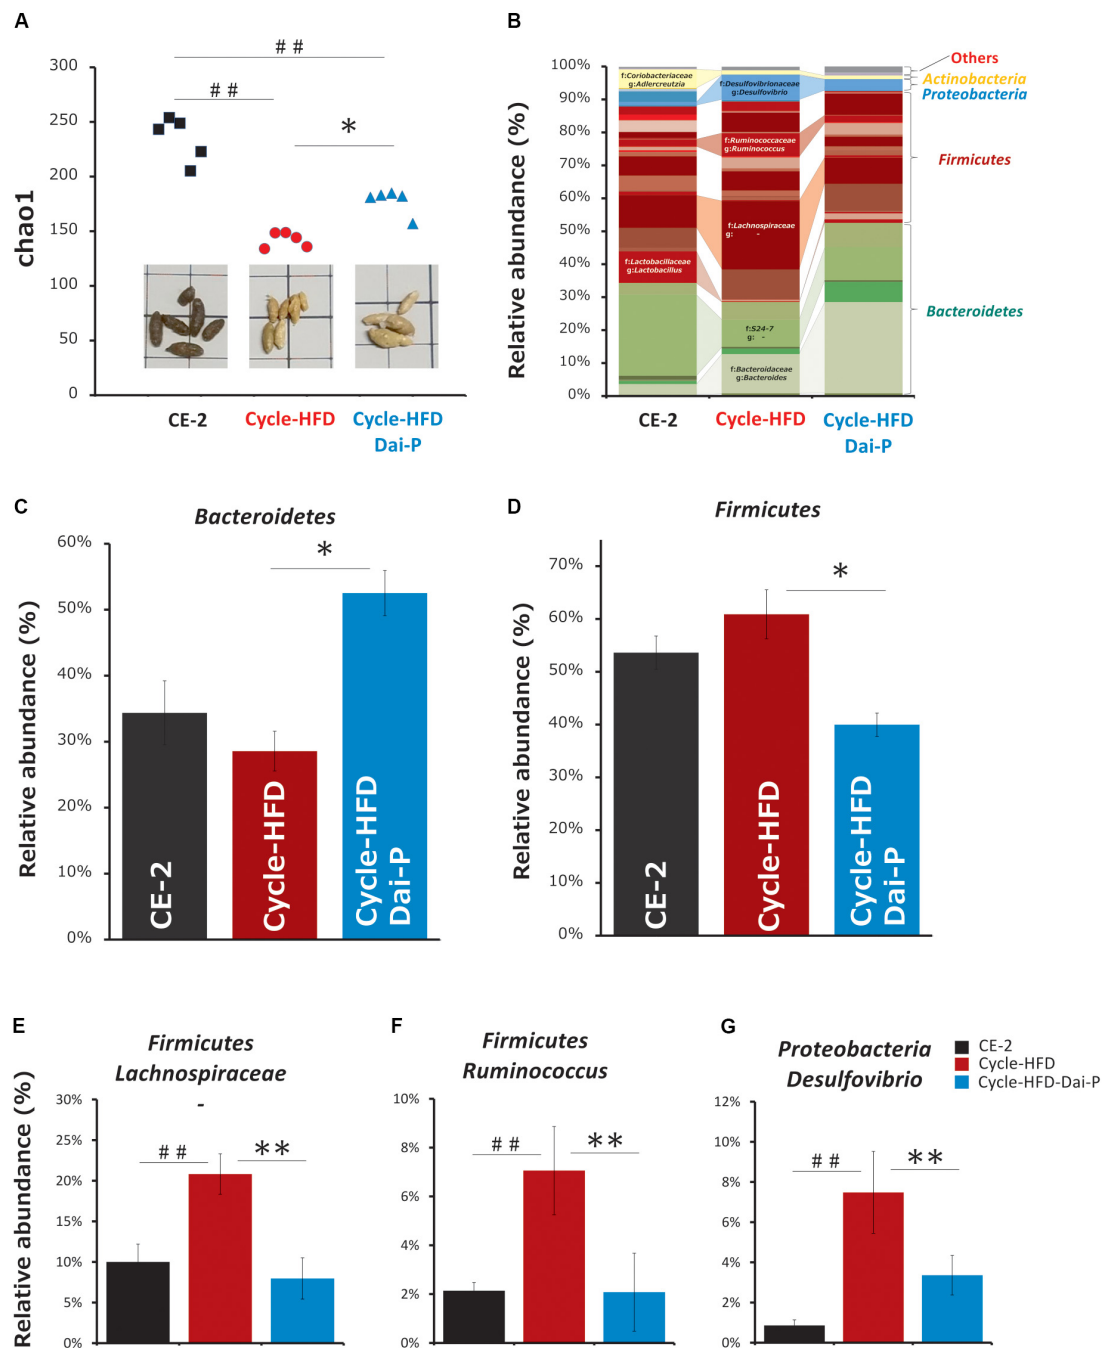 A
# #
# #
*
300
250
200
150
100
50
0
chao1
CE-2
Cycle-HFD
Cycle-HFD
Dai-P
B
100%
90%
80%
70%
60%
50%
40%
30%
20%
10%
0%
Relative abundance (%)
f:Coriobacteriaceae
g:Adlercreutzia
f:Lactobacillaceae
g:Lactobacillus
f:Desulfovibrionaceae
g:Desulfovibrio
f:Ruminococcaceae
g:Ruminococcus
f:Lachnospiraceae
g: -
f:S24-7
g: -
f:Bacteroidaceae
g:Bacteroides
Others
Actinobacteria
Proteobacteria
Firmicutes
Bacteroidetes
CE-2
Cycle-HFD
Cycle-HFD
Dai-P
C
Bacteroidetes
60%
50%
40%
30%
20%
10%
0%
Relative abundance (%)
*
CE-2
Cycle-HFD
Cycle-HFD
Dai-P
D
Firmicutes
70%
60%
50%
40%
30%
20%
10%
0%
Relative abundance (%)
*
CE-2
Cycle-HFD
Cycle-HFD
Dai-P
E
Firmicutes
Lachnospiraceae
-
30%
25%
20%
15%
10%
5%
0%
Relative abundance (%)
# #
**
F
Firmicutes
Ruminococcus
10%
8%
6%
4%
2%
0%
# #
**
G
Proteobacteria
Desulfovibrio
12%
10%
8%
6%
4%
2%
0%
# #
**
CE-2
Cycle-HFD
Cycle-HFD-Dai-P